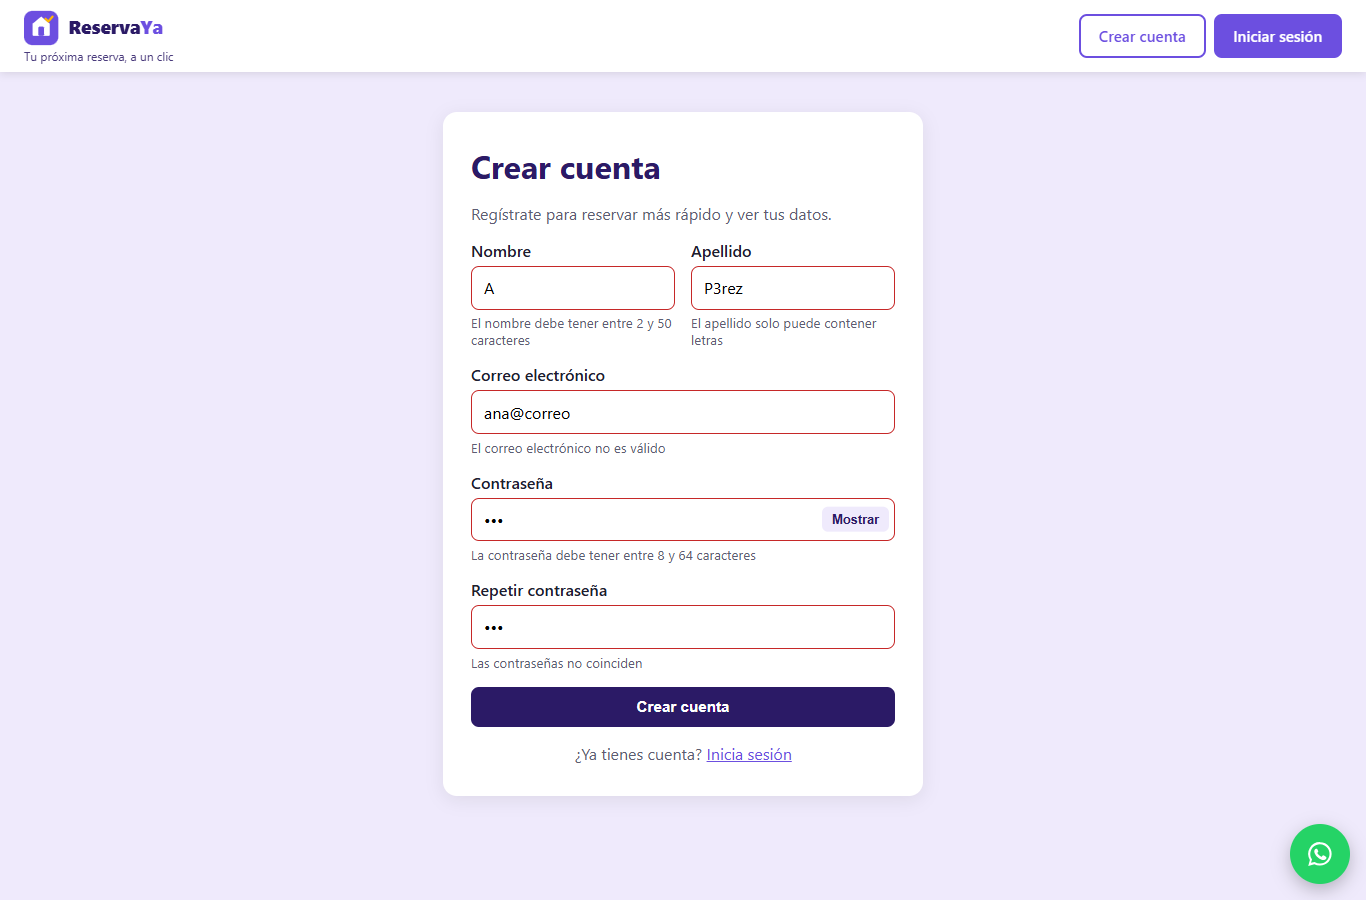 ReservaYa
Tu próxima reserva, a un clic
Crear cuenta
Iniciar sesión
Crear cuenta
Regístrate para reservar más rápido y ver tus datos.
Nombre
Apellido
A
P3rez
El nombre debe tener entre 2 y 50
caracteres
El apellido solo puede contener
letras
Correo electrónico
ana@correo
El correo electrónico no es válido
Contraseña
•••
Mostrar
La contraseña debe tener entre 8 y 64 caracteres
Repetir contraseña
•••
Las contraseñas no coinciden
Crear cuenta
¿Ya tienes cuenta? Inicia sesión